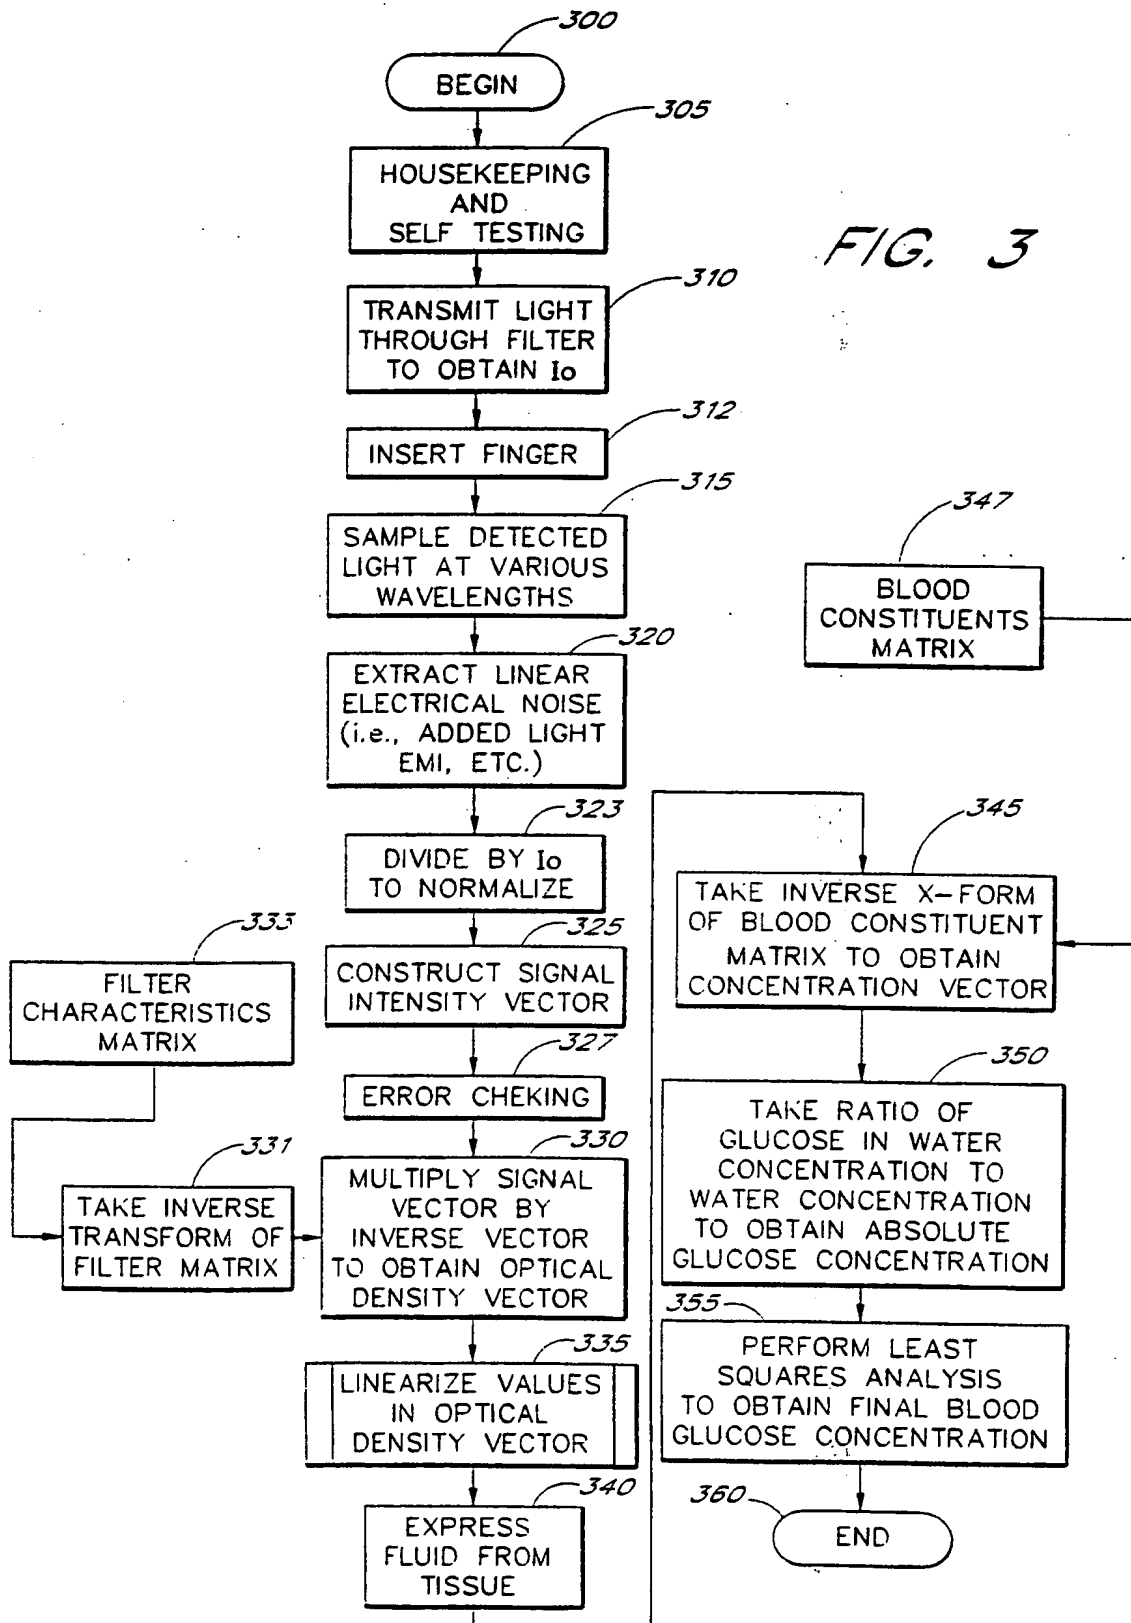 300
BEGIN
305
HOUSEKEEPING
AND
SELF TESTING
FIG. 3
310
TRANSMIT LIGHT
THROUGH FILTER
TO OBTAIN Io
312
INSERT FINGER
315
SAMPLE DETECTED
LIGHT AT VARIOUS
WAVELENGTHS
320
EXTRACT LINEAR
ELECTRICAL NOISE
(i.e., ADDED LIGHT
EMI, ETC.)
323
DIVIDE BY Io
TO NORMALIZE
325
CONSTRUCT SIGNAL
INTENSITY VECTOR
327
ERROR CHEKING
333
FILTER
CHARACTERISTICS
MATRIX
331
TAKE INVERSE
TRANSFORM OF
FILTER MATRIX
330
MULTIPLY SIGNAL
VECTOR BY
INVERSE VECTOR
TO OBTAIN OPTICAL
DENSITY VECTOR
335
LINEARIZE VALUES
IN OPTICAL
DENSITY VECTOR
340
EXPRESS
FLUID FROM
TISSUE
347
BLOOD
CONSTITUENTS
MATRIX
345
TAKE INVERSE X-FORM
OF BLOOD CONSTITUENT
MATRIX TO OBTAIN
CONCENTRATION VECTOR
350
TAKE RATIO OF
GLUCOSE IN WATER
CONCENTRATION TO
WATER CONCENTRATION
TO OBTAIN ABSOLUTE
GLUCOSE CONCENTRATION
355
PERFORM LEAST
SQUARES ANALYSIS
TO OBTAIN FINAL BLOOD
GLUCOSE CONCENTRATION
360
END